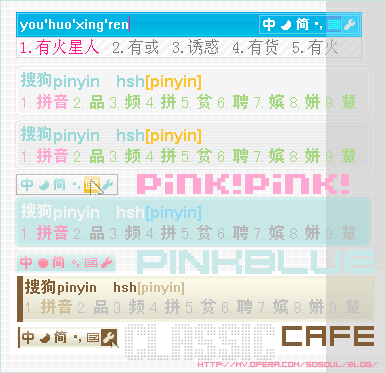 you'huo'xing'ren 中 简
1.有火星人 2.有或 3.诱惑 4.有货 5.有火
搜狗pinyin hsh[pinyin]
1.拼音 2.品 3.频 4.拼 5.贫 6.聘 7.嫔 8.姘 9.颦
搜狗pinyin hsh[pinyin]
1.拼音 2.品 3.频 4.拼 5.贫 6.聘 7.嫔 8.姘 9.颦
中 简 PiNK!PiNK!
搜狗pinyin hsh[pinyin]
1.拼音 2.品 3.频 4.拼 5.贫 6.聘 7.嫔 8.姘 9.颦
中 简 PINKBLUE
搜狗pinyin hsh[pinyin]
1.拼音 2.品 3.频 4.拼 5.贫 6.聘 7.嫔 8.姘 9.颦
中 简 CLASSIC CAFE
HTTP://MY.OPERA.COM/SOSOUL/BLOG/